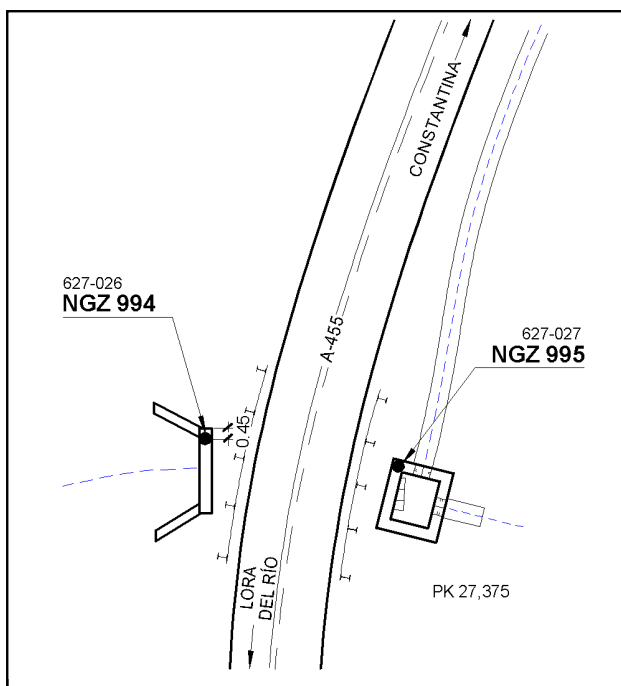 CONSTANTINA
627-026
NGZ 994
A-455
627-027
NGZ 995
0.45
LORA
DEL RÍO
PK 27,375